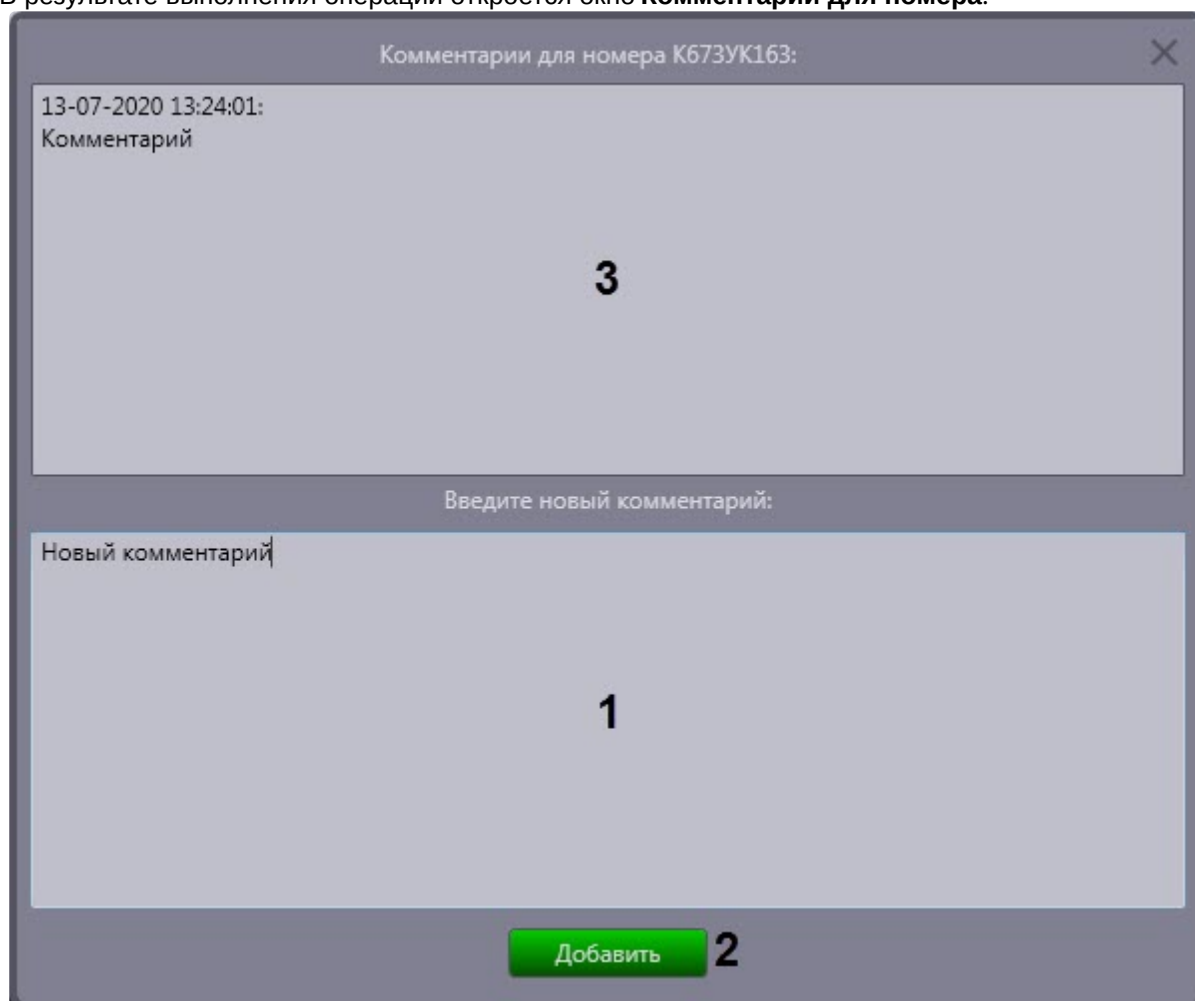 В результате выполнения операции откроется окно Комментарии для номера.
Комментарии для номера К673УК163:
13-07-2020 13:24:01:
Комментарий
3
Введите новый комментарий:
Новый комментарий
1
Добавить 2